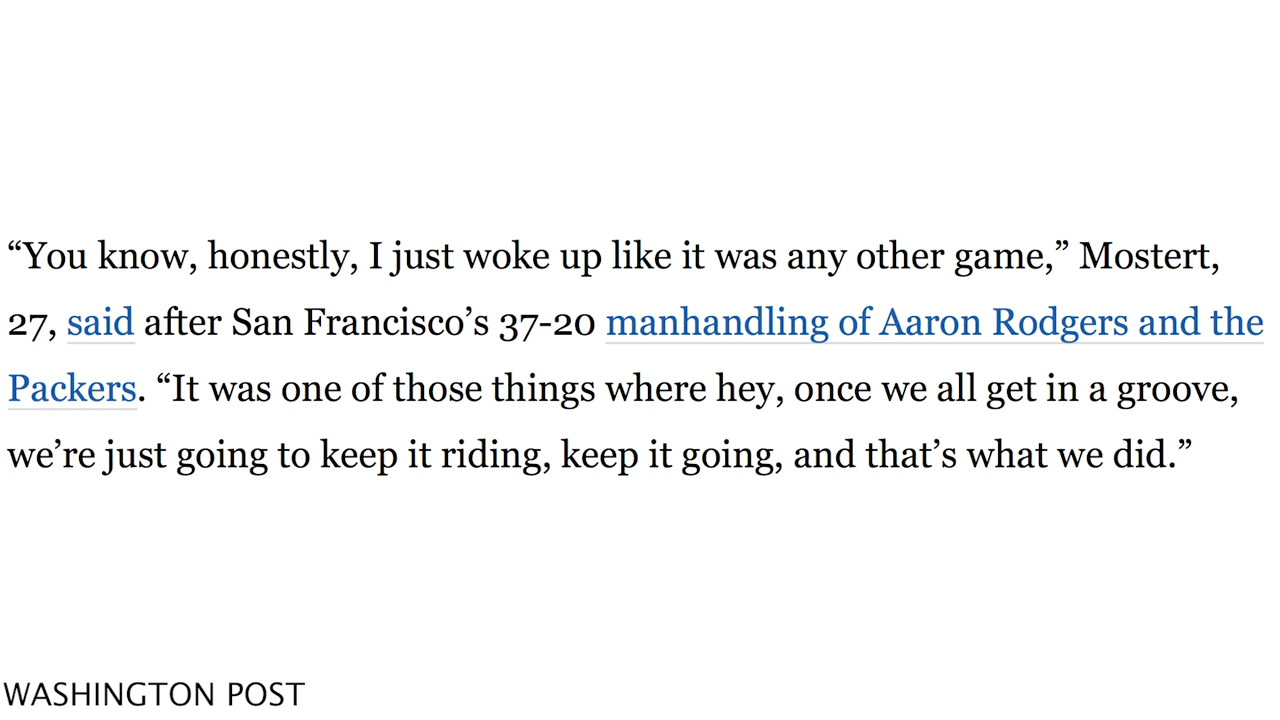 “You know, honestly, I just woke up like it was any other game,” Mostert,
27, said after San Francisco’s 37-20 manhandling of Aaron Rodgers and the
Packers. “It was one of those things where hey, once we all get in a groove,
we’re just going to keep it riding, keep it going, and that’s what we did.”
WASHINGTON POST